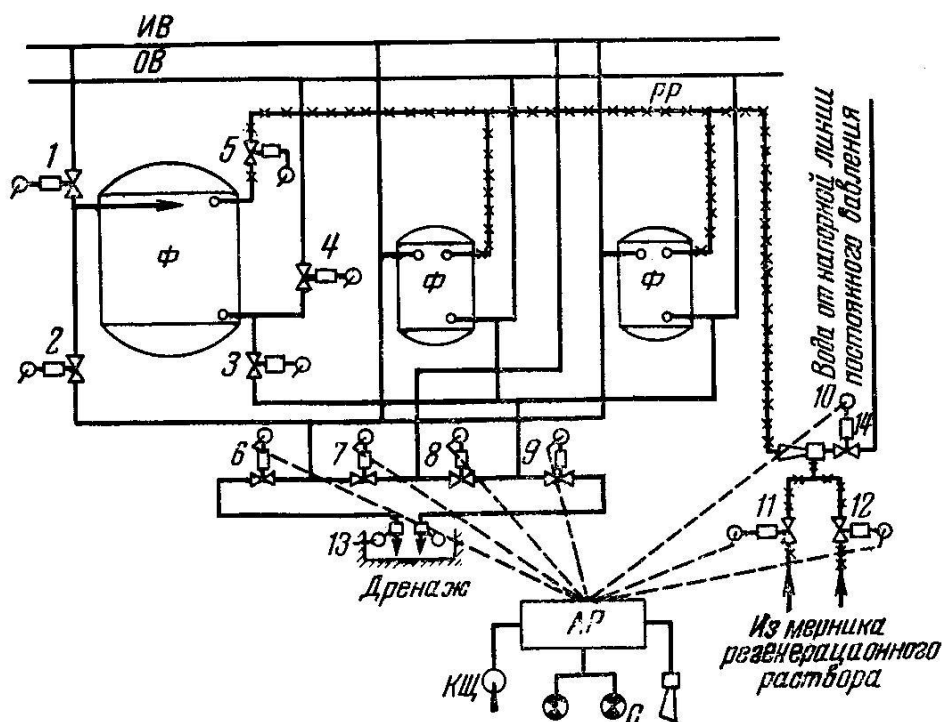 ИВ
ОВ
РР
1
5
Ф
4
Ф
Ф
2
3
Вода от напорной линии
постоянного давления
10
14
6
7
8
9
11
12
13
Дренаж
АР
Из мерника
регенерационного
раствора
КЩ
С